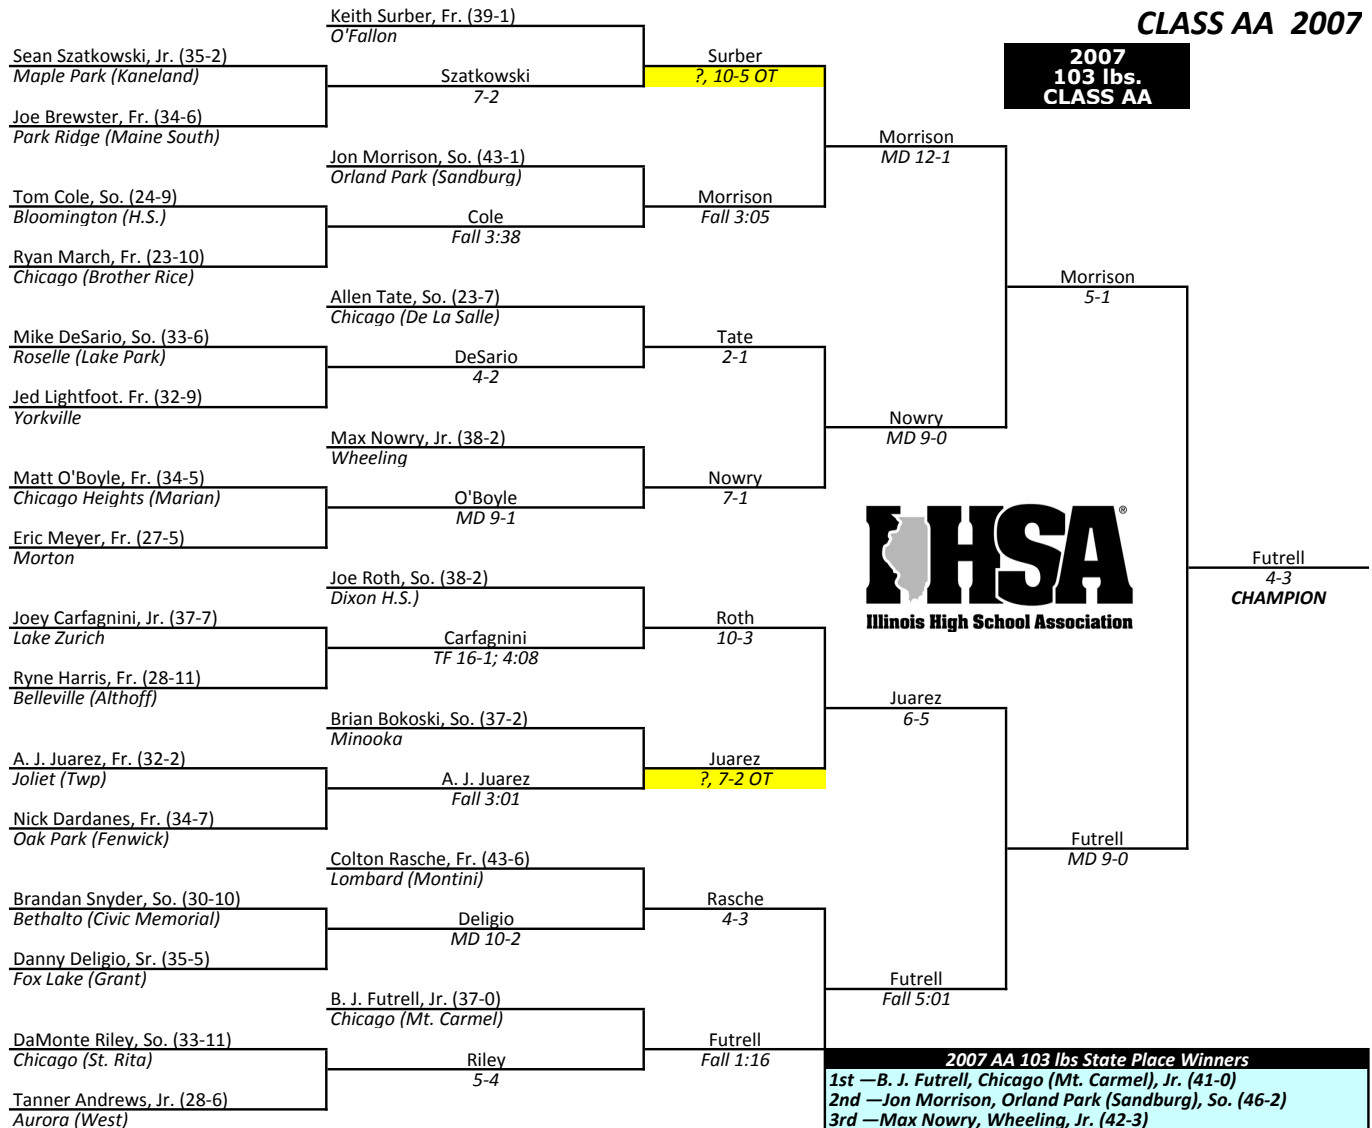 CLASS AA 2007
2007
103 lbs.
CLASS AA
Keith Surber, Fr. (39-1)
O'Fallon
Sean Szatkowski, Jr. (35-2)
Maple Park (Kaneland)
Szatkowski
7-2
Joe Brewster, Fr. (34-6)
Park Ridge (Maine South)
Surber
?, 10-5 OT
Jon Morrison, So. (43-1)
Orland Park (Sandburg)
Tom Cole, So. (24-9)
Bloomington (H.S.)
Cole
Fall 3:38
Ryan March, Fr. (23-10)
Chicago (Brother Rice)
Morrison
Fall 3:05
Morrison
MD 12-1
Allen Tate, So. (23-7)
Chicago (De La Salle)
Mike DeSario, So. (33-6)
Roselle (Lake Park)
DeSario
4-2
Jed Lightfoot. Fr. (32-9)
Yorkville
Tate
2-1
Max Nowry, Jr. (38-2)
Wheeling
Matt O'Boyle, Fr. (34-5)
Chicago Heights (Marian)
O'Boyle
MD 9-1
Eric Meyer, Fr. (27-5)
Morton
Nowry
7-1
Nowry
MD 9-0
Morrison
5-1
IHSA®
Illinois High School Association
Joe Roth, So. (38-2)
Dixon H.S.)
Joey Carfagnini, Jr. (37-7)
Lake Zurich
Carfagnini
TF 16-1; 4:08
Ryne Harris, Fr. (28-11)
Belleville (Althoff)
Roth
10-3
Brian Bokoski, So. (37-2)
Minooka
A. J. Juarez, Fr. (32-2)
Joliet (Twp)
A. J. Juarez
Fall 3:01
Nick Dardanes, Fr. (34-7)
Oak Park (Fenwick)
Juarez
?, 7-2 OT
Juarez
6-5
Colton Rasche, Fr. (43-6)
Lombard (Montini)
Brandan Snyder, So. (30-10)
Bethalto (Civic Memorial)
Deligio
MD 10-2
Danny Deligio, Sr. (35-5)
Fox Lake (Grant)
Rasche
4-3
B. J. Futrell, Jr. (37-0)
Chicago (Mt. Carmel)
DaMonte Riley, So. (33-11)
Chicago (St. Rita)
Riley
5-4
Tanner Andrews, Jr. (28-6)
Aurora (West)
Futrell
Fall 1:16
Futrell
Fall 5:01
Futrell
MD 9-0
Futrell
4-3
CHAMPION
2007 AA 103 lbs State Place Winners
1st —B. J. Futrell, Chicago (Mt. Carmel), Jr. (41-0)
2nd —Jon Morrison, Orland Park (Sandburg), So. (46-2)
3rd —Max Nowry, Wheeling, Jr. (42-3)